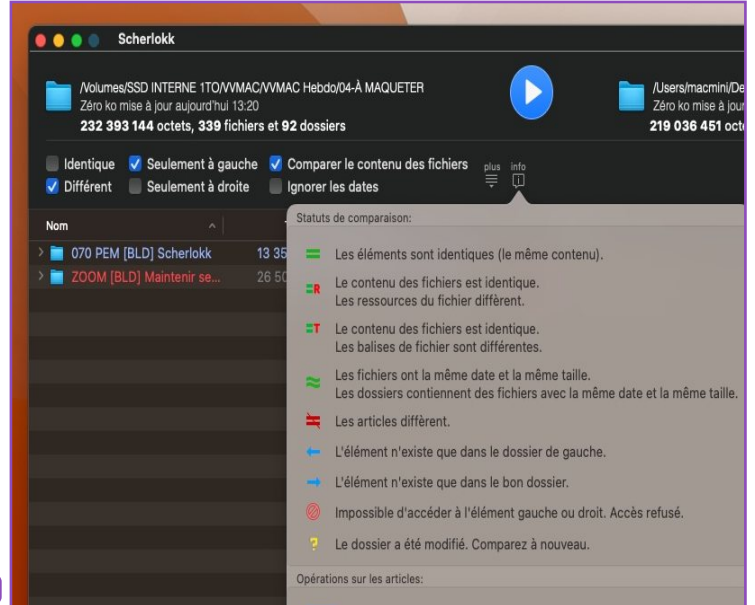 Scherlokk
/Volumes/SSD INTERNE 1TO/VVMAC/VVMAC Hebdo/04-À MAQUETER
Zéro ko mise à jour aujourd'hui 13:20
232 393 144 octets, 339 fichiers et 92 dossiers
/Users/macmini/De
Zéro ko mise à jour
219 036 451 octe
Identique Seulement à gauche Comparer le contenu des fichiers
Différent Seulement à droite Ignorer les dates
plus info
Nom
070 PEM [BLD] Scherlokk 13 35
ZOOM [BLD] Maintenir se... 26 50
Statuts de comparaison:
= Les éléments sont identiques (le même contenu).
=R Le contenu des fichiers est identique.
Les ressources du fichier diffèrent.
=T Le contenu des fichiers est identique.
Les balises de fichier sont différentes.
Les fichiers ont la même date et la même taille.
Les dossiers contiennent des fichiers avec la même date et la même taille.
Les articles diffèrent.
← L'élément n'existe que dans le dossier de gauche.
→ L'élément n'existe que dans le bon dossier.
Impossible d'accéder à l'élément gauche ou droit. Accès refusé.
? Le dossier a été modifié. Comparez à nouveau.
Opérations sur les articles: